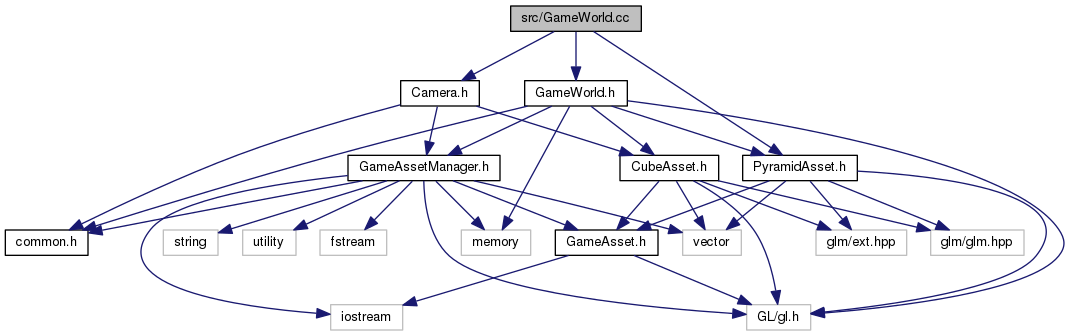 src/GameWorld.cc
Camera.h
GameWorld.h
GameAssetManager.h
CubeAsset.h
PyramidAsset.h
common.h
string
utility
fstream
memory
GameAsset.h
vector
glm/ext.hpp
glm/glm.hpp
iostream
GL/gl.h